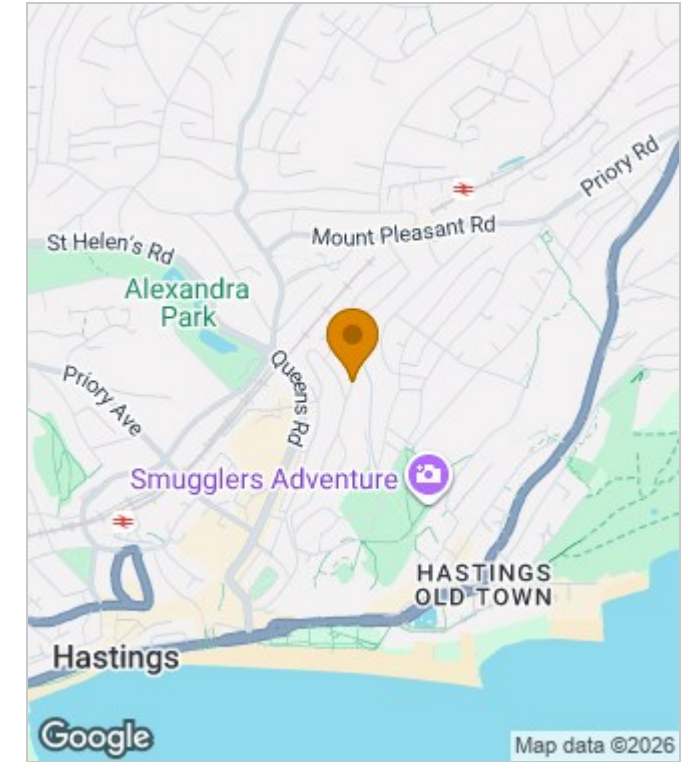 Priory Rd
Mount Pleasant Rd
St Helen's Rd
Alexandra
Park
Queens Rd
Priory Ave
Smugglers Adventure
HASTINGS
OLD TOWN
Hastings
Google
Map data ©2026